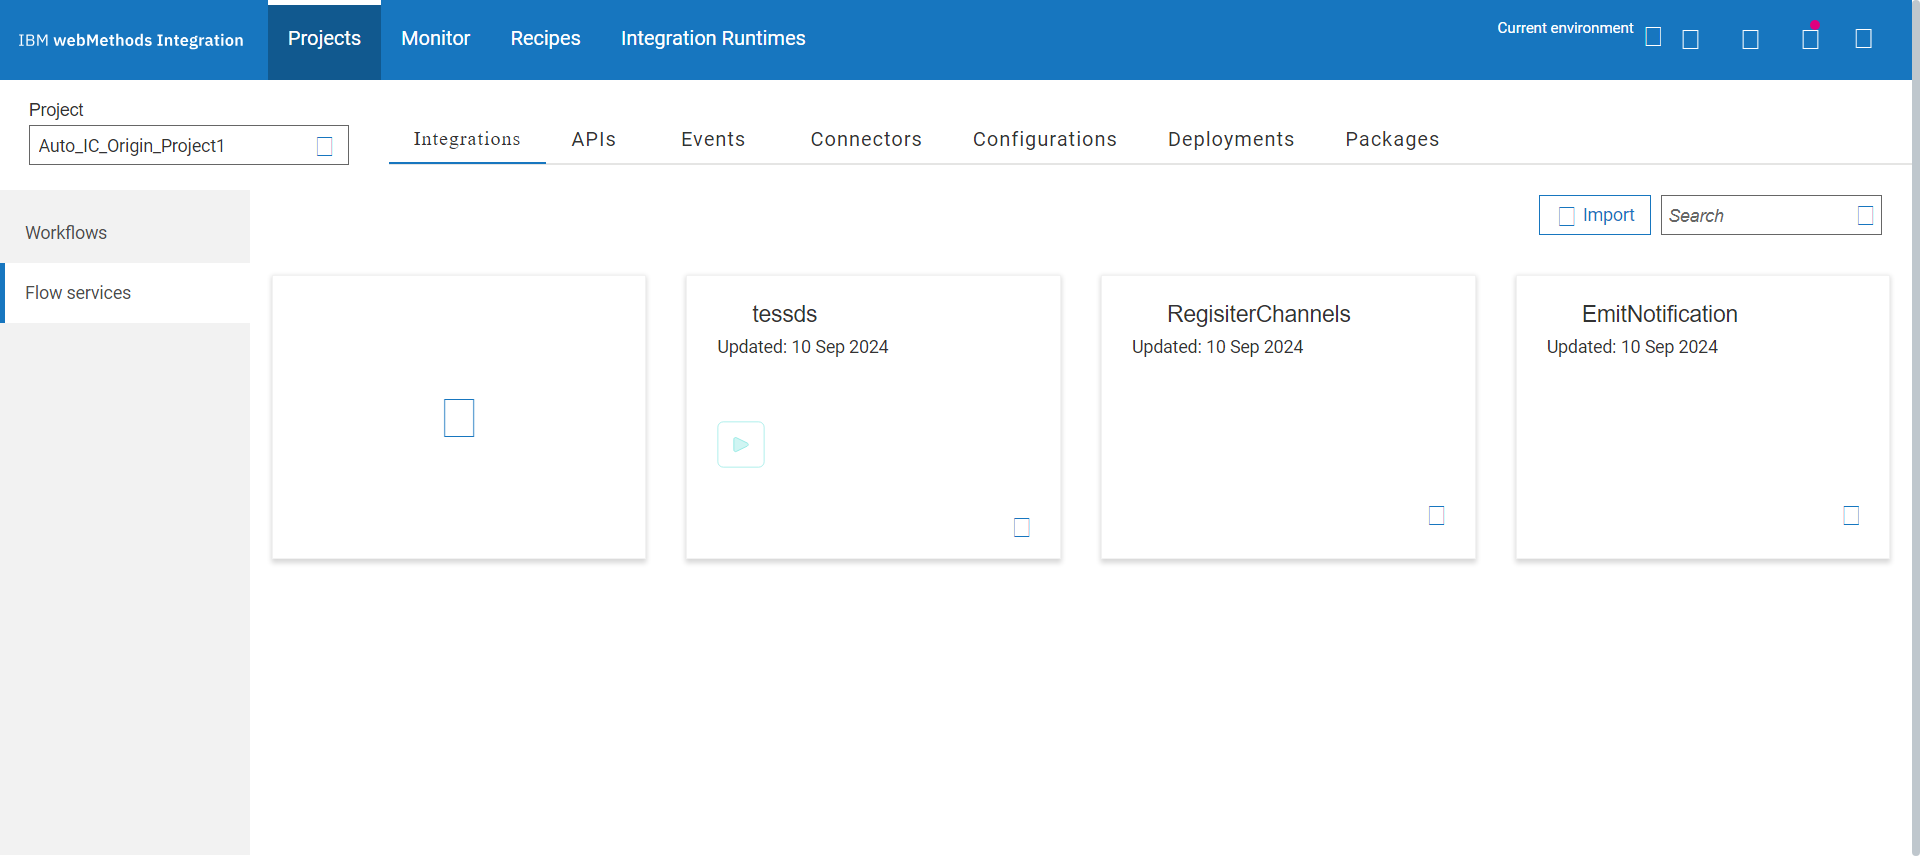 IBM webMethods Integration
Projects
Monitor
Recipes
Integration Runtimes
Current environment
Project
Auto_IC_Origin_Project1
Integrations
APIs
Events
Connectors
Configurations
Deployments
Packages
Workflows
Flow services
Import
Search
tessds
Updated: 10 Sep 2024
RegisiterChannels
Updated: 10 Sep 2024
EmitNotification
Updated: 10 Sep 2024